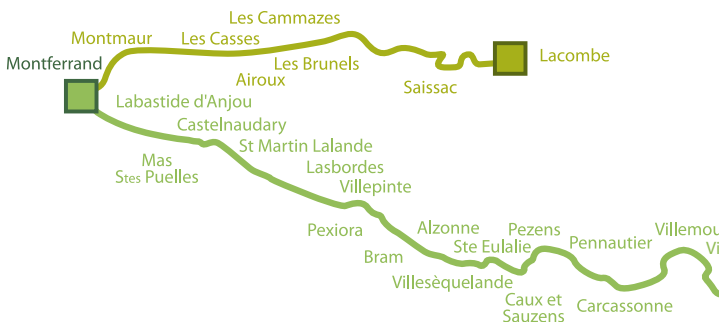 Les Cammazes
Montmaur
Les Casses
Lacombe
Montferrand
Les Brunels
Airoux
Saissac
Labastide d'Anjou
Castelnaudary
St Martin Lalande
Mas
Stes Puelles
Lasbordes
Villepinte
Pexiora
Alzonne
Pezens
Bram
Ste Eulalie
Pennautier
Villesèquelande
Caux et
Sauzens
Carcassonne